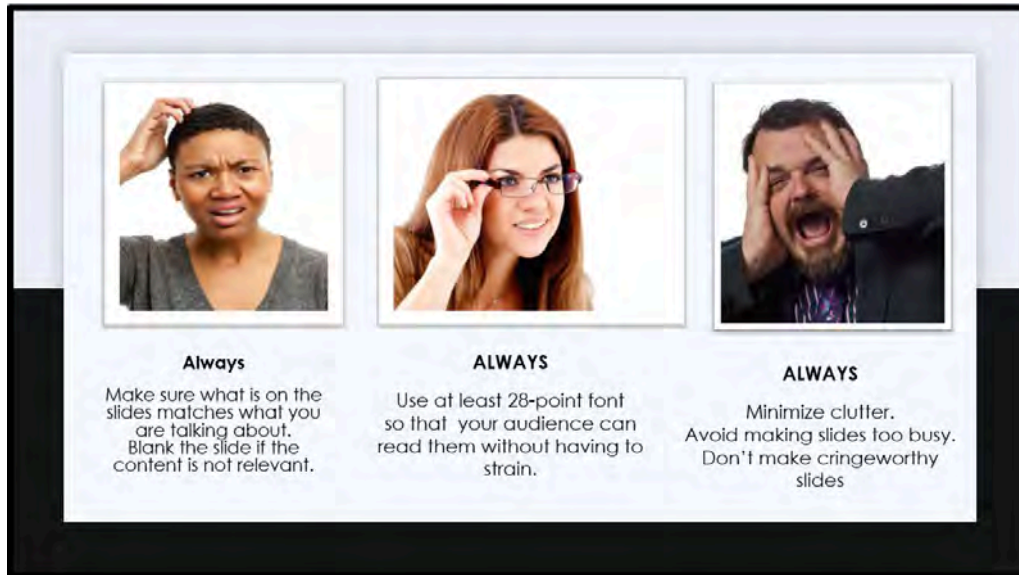 Always
Make sure what is on the
slides matches what you
are talking about.
Blank the slide if the
content is not relevant.
ALWAYS
Use at least 28-point font
so that your audience can
read them without having to
strain.
ALWAYS
Minimize clutter.
Avoid making slides too busy.
Don't make cringeworthy
slides